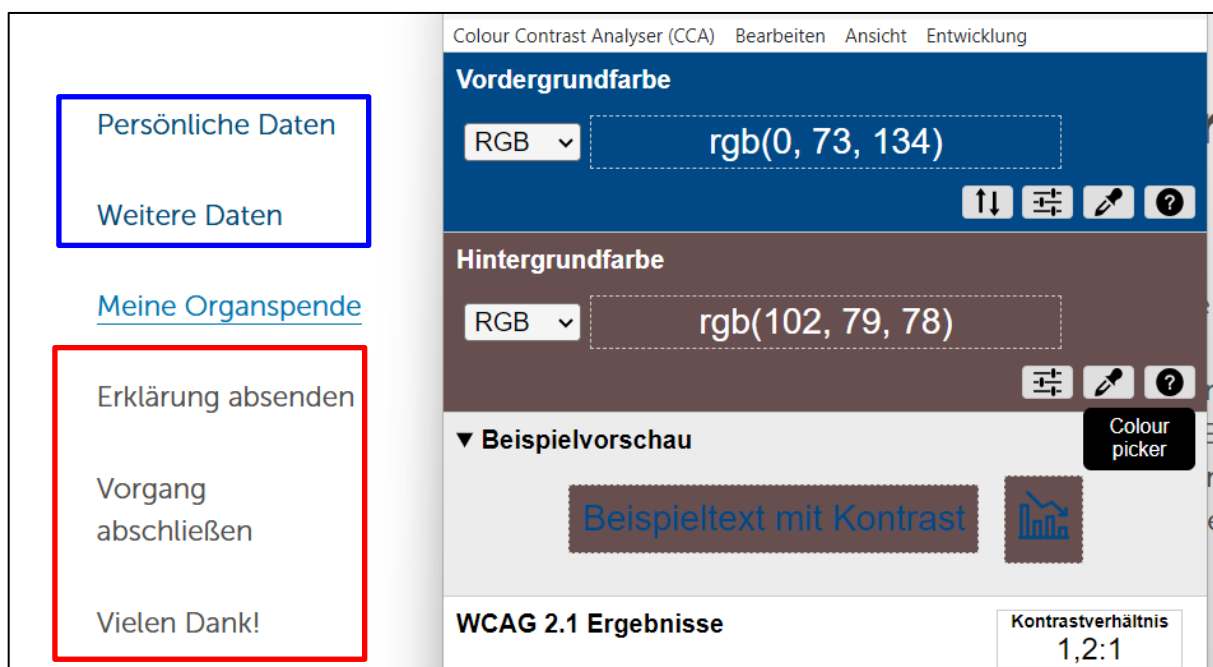 Persönliche Daten
Weitere Daten
Meine Organspende
Erklärung absenden
Vorgang
abschließen
Vielen Dank!
Colour Contrast Analyser (CCA) Bearbeiten Ansicht Entwicklung
Vordergrundfarbe
RGB rgb(0, 73, 134)
Hintergrundfarbe
RGB rgb(102, 79, 78)
Colour
picker
▼ Beispielvorschau
Beispieltext mit Kontrast
WCAG 2.1 Ergebnisse
Kontrastverhältnis
1,2:1